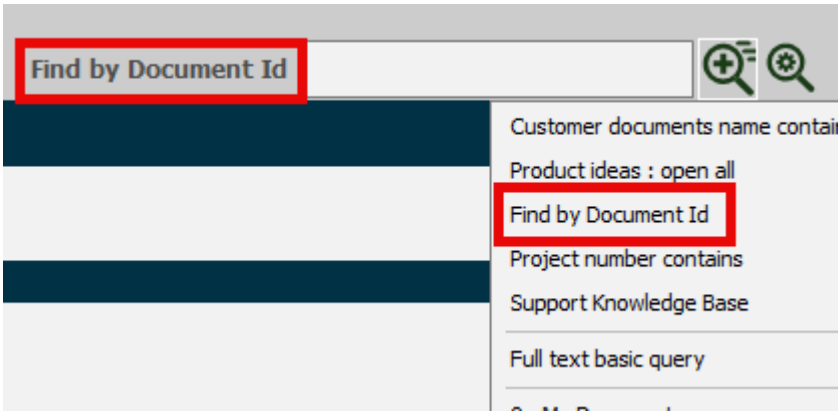 Find by Document Id
Customer documents name contai
Product ideas : open all
Find by Document Id
Project number contains
Support Knowledge Base
Full text basic query